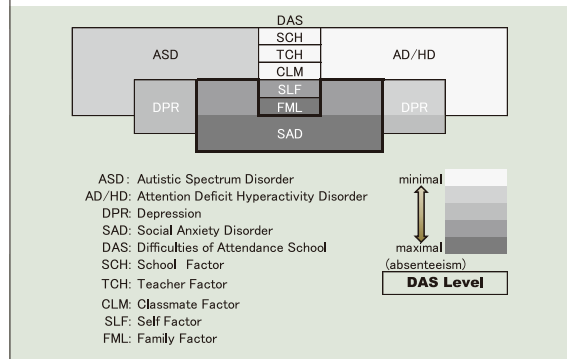 DAS
SCH
ASD TCH AD/HD
CLM
SLF
DPR FML DPR
SAD
ASD: Autistic Spectrum Disorder
AD/HD: Attention Deficit Hyperactivity Disorder
DPR: Depression
SAD: Social Anxiety Disorder
DAS: Difficulties of Attendance School
SCH: School Factor
TCH: Teacher Factor
CLM: Classmate Factor
SLF: Self Factor
FML: Family Factor
minimal
maximal
(absenteeism)
DAS Level